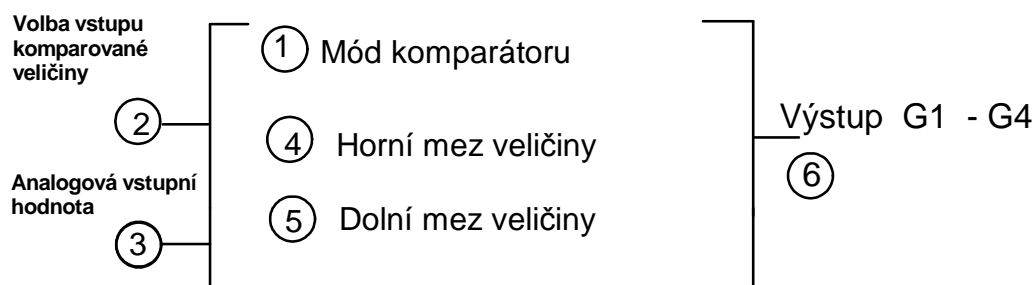 Volba vstupu
komparované
veličiny
2
Analogová vstupní
hodnota
3
1 Mód komparátoru
4 Horní mez veličiny
5 Dolní mez veličiny
Výstup G1 - G4
6